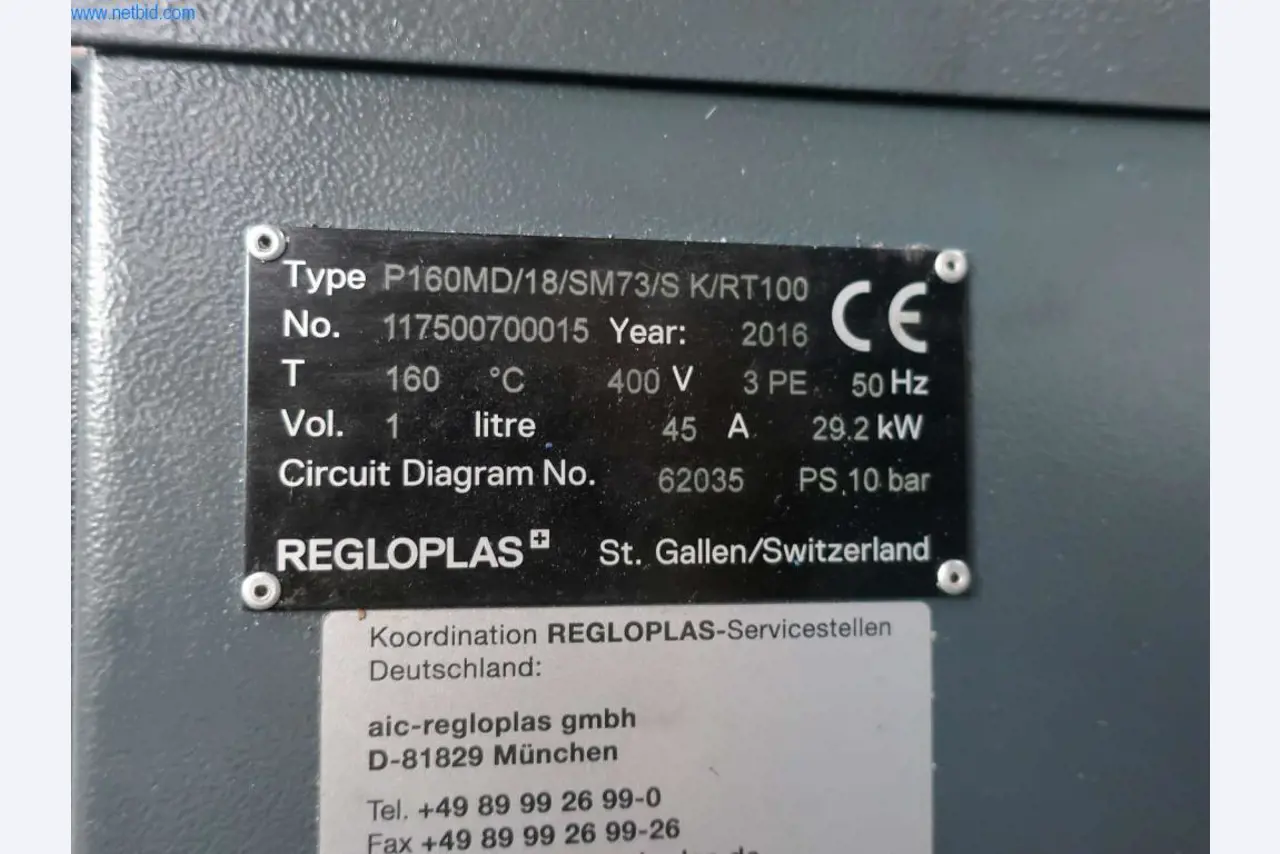 www.netbid.com
Type P160MD/18/SM73/S K/RT100
No. 117500700015 Year: 2016 CE
T 160 °C 400 V 3 PE 50 Hz
Vol. 1 litre 45 A 29.2 kW
Circuit Diagram No. 62035 PS 10 bar
REGLOPLAS St. Gallen/Switzerland
Koordination REGLOPLAS-Servicestellen
Deutschland:
aic-regloplas gmbh
D-81829 München
Tel. +49 89 99 26 99-0
Fax +49 89 99 26 99-26